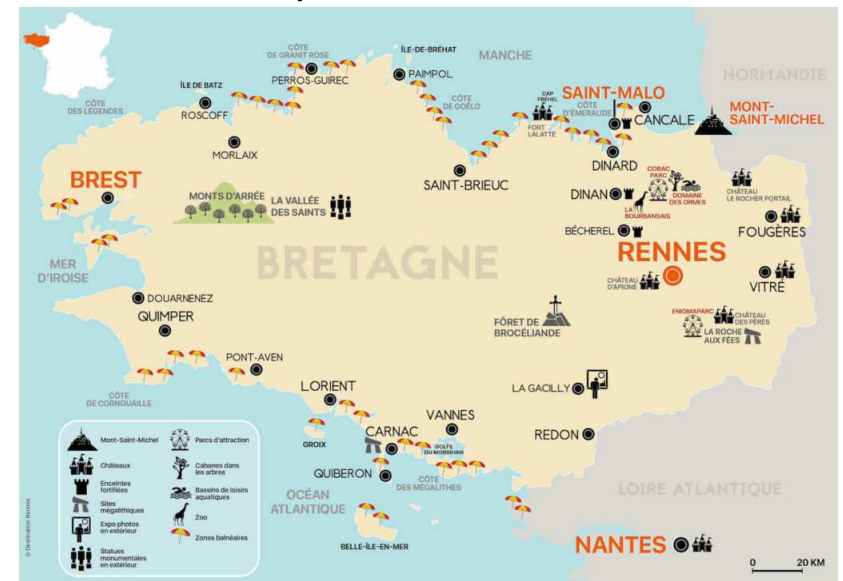 CÔTE
DE GRANIT ROSE
ÎLE-DE-BRÉHAT
MANCHE
PERROS-GUIREC
PAIMPOL
NORMANDIE
ÎLE DE BATZ
CÔTE
DES LÉGENDES
ROSCOFF
CÔTE
DE GOËLO
CAP
FRÉHEL
SAINT-MALO
CÔTE
D'ÉMERAUDE
CANCALE
MONT-
SAINT-MICHEL
FORT
LALATTE
MORLAIX
DINARD
SAINT-BRIEUC
COBAC
PARC
BREST
MONTS D'ARRÉE
LA VALLÉE
DES SAINTS
DINAN
DOMAINE
DES ORMES
CHÂTEAU
LE ROCHER PORTAIL
LA
BOURBANSAIS
BÉCHEREL
FOUGÈRES
RENNES
BRETAGNE
MER
D'IROISE
CHÂTEAU
D'APIGNÉ
VITRÉ
DOUARNENEZ
QUIMPER
FÔRET DE
BROCÉLIANDE
ENIGMAPARC
CHÂTEAU
DES PÈRES
LA ROCHE
AUX FÉES
PONT-AVEN
CÔTE
DE CORNOUAILLE
LORIENT
LA GACILLY
VANNES
CARNAC
GOLFE
DU MORBIHAN
REDON
GROIX
QUIBERON
CÔTE
DES MÉGALITHES
OCÉAN
ATLANTIQUE
LOIRE ATLANTIQUE
BELLE-ÎLE-EN-MER
NANTES
0 20 KM
Mont-Saint-Michel
Châteaux
Enceintes
fortifiées
Sites
mégalithiques
Expo photos
en extérieur
Statues
monumentales
en extérieur
Parcs d'attraction
Cabanes dans
les arbres
Bassins de loisirs
aquatiques
Zoo
Zones balnéaires
© Destination Rennes